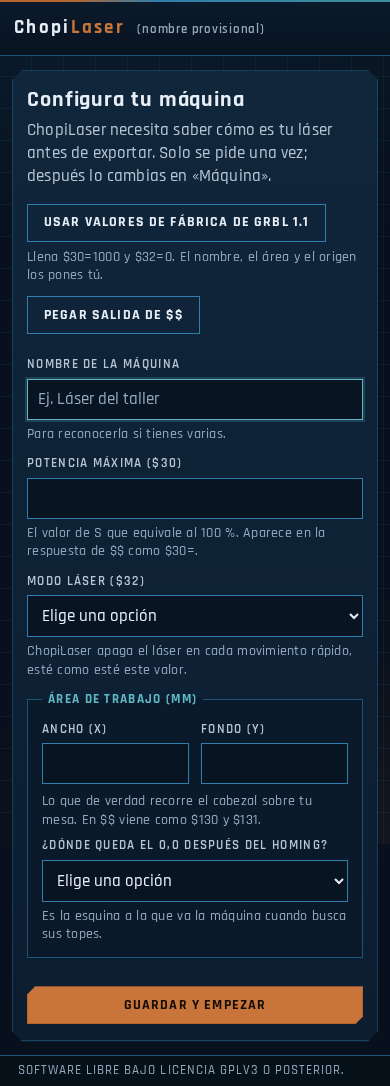 ChopiLaser (nombre provisional)
Configura tu máquina
ChopiLaser necesita saber cómo es tu láser
antes de exportar. Solo se pide una vez;
después lo cambias en «Máquina».
USAR VALORES DE FÁBRICA DE GRBL 1.1
Llena $30=1000 y $32=0. El nombre, el área y el origen
los pones tú.
PEGAR SALIDA DE $$
NOMBRE DE LA MÁQUINA
Ej. Láser del taller
Para reconocerla si tienes varias.
POTENCIA MÁXIMA ($30)
El valor de S que equivale al 100 %. Aparece en la
respuesta de $$ como $30=.
MODO LÁSER ($32)
Elige una opción
ChopiLaser apaga el láser en cada movimiento rápido,
esté como esté este valor.
ÁREA DE TRABAJO (MM)
ANCHO (X) FONDO (Y)
Lo que de verdad recorre el cabezal sobre tu
mesa. En $$ viene como $130 y $131.
¿DÓNDE QUEDA EL 0,0 DESPUÉS DEL HOMING?
Elige una opción
Es la esquina a la que va la máquina cuando busca
sus topes.
GUARDAR Y EMPEZAR
SOFTWARE LIBRE BAJO LICENCIA GPLV3 O POSTERIOR.